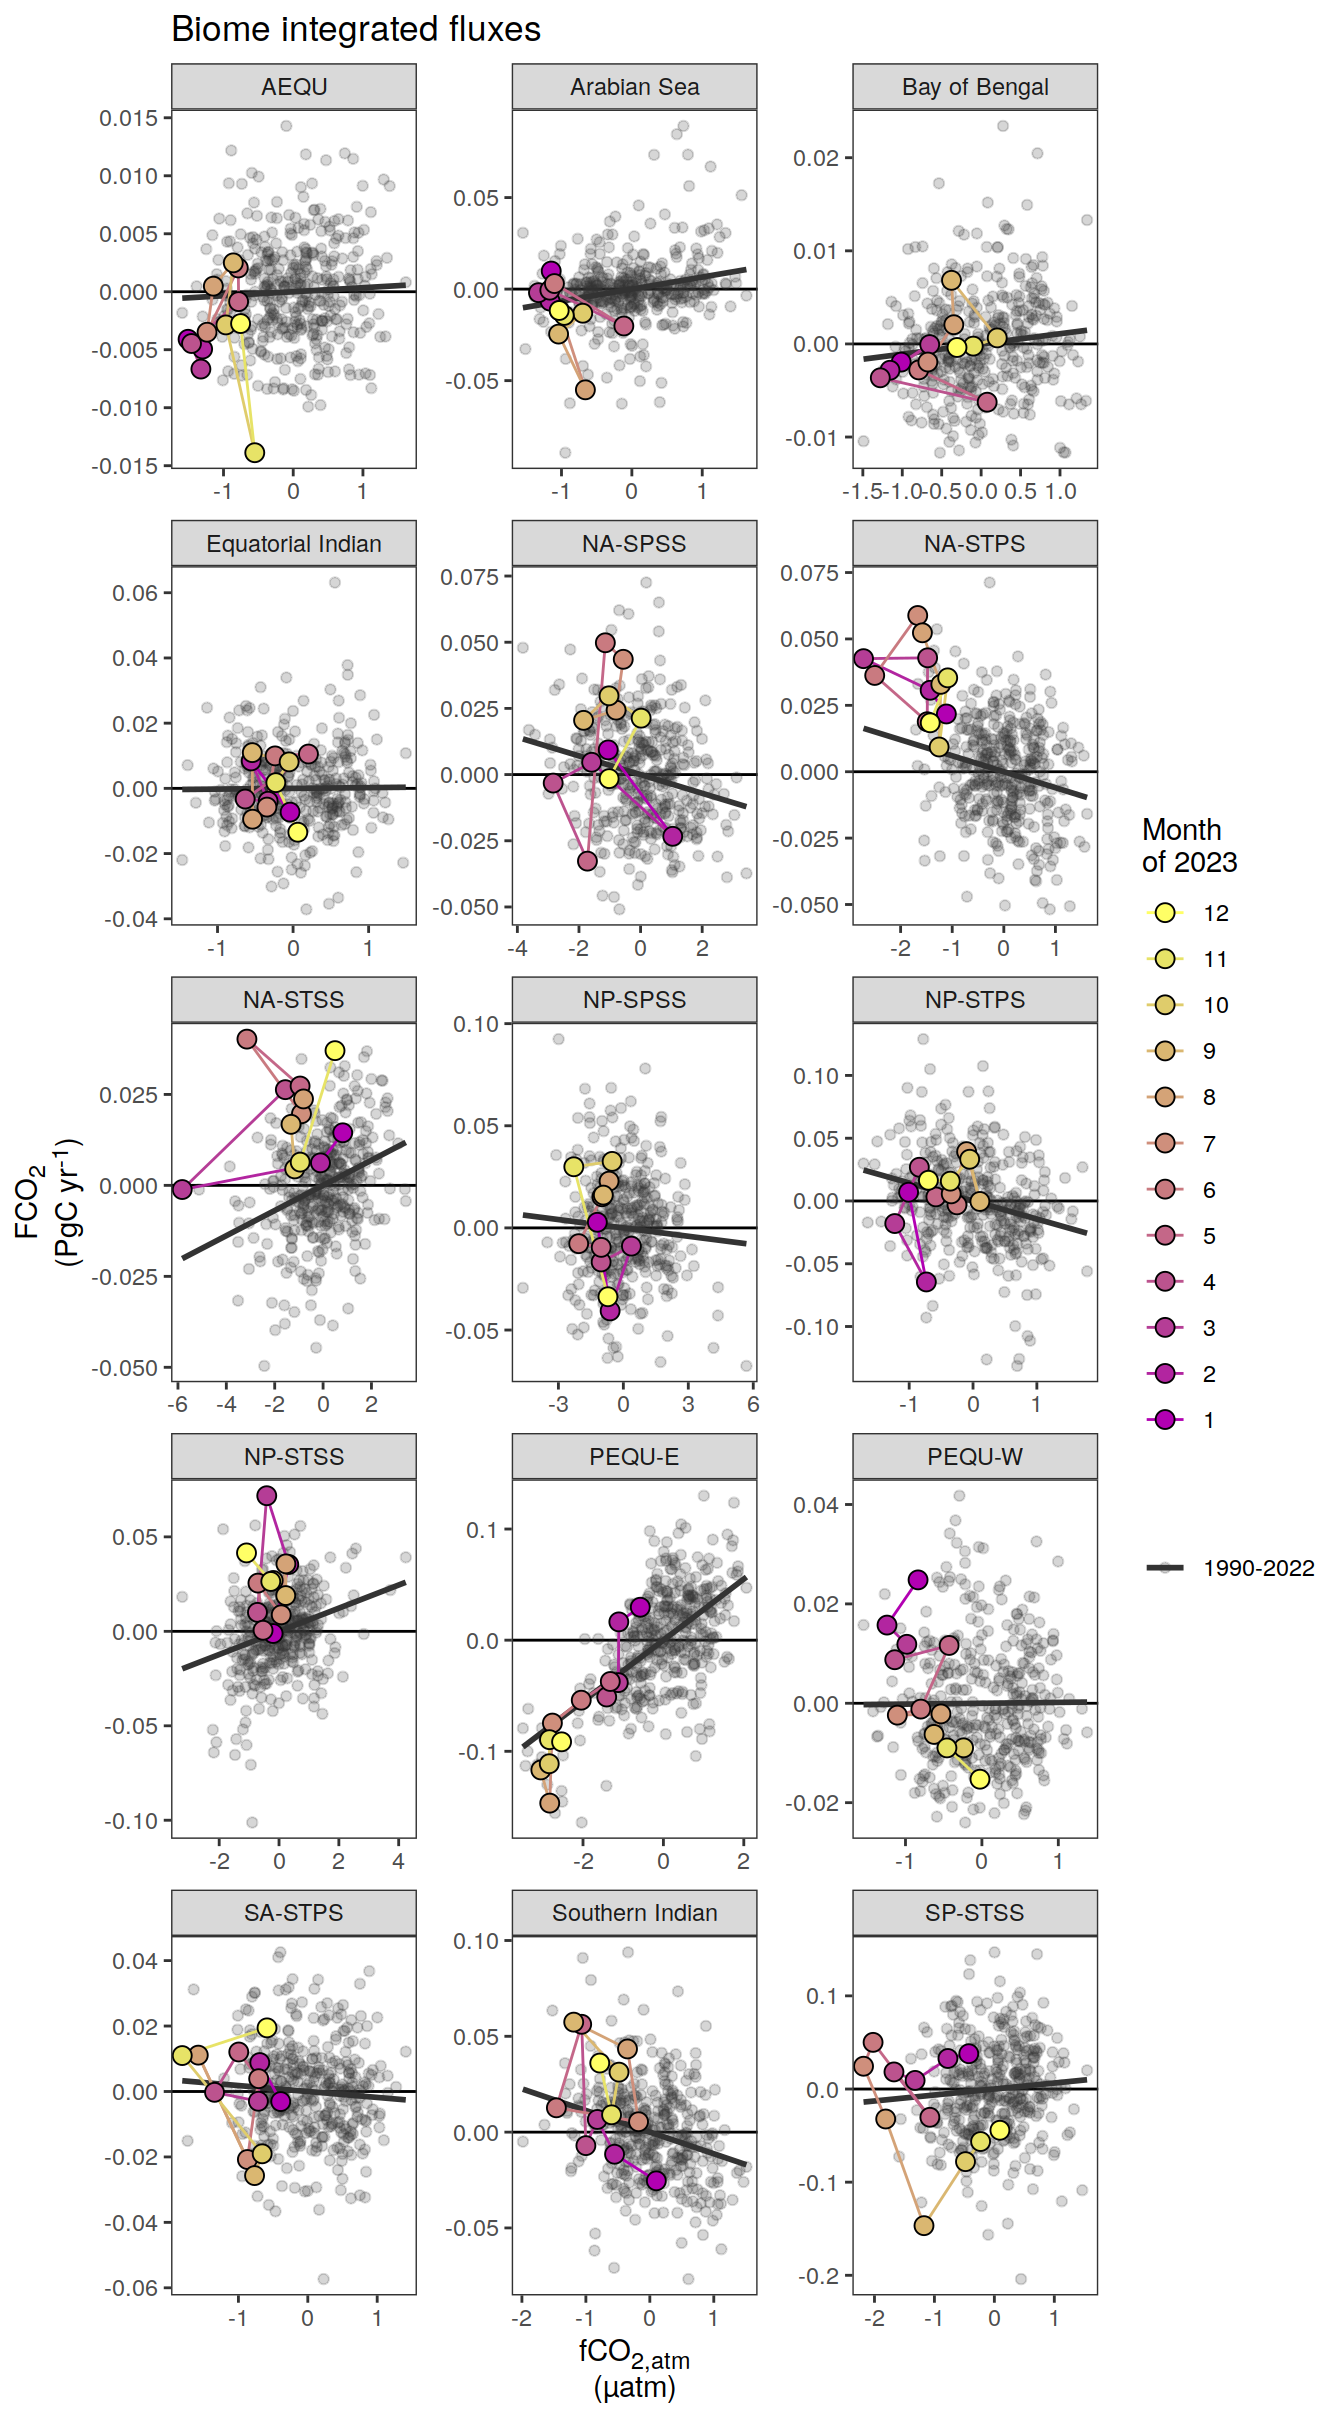 Biome integrated fluxes
AEQU
Arabian Sea
Bay of Bengal
0.015
0.010
0.005
0.000
-0.005
-0.010
-0.015
0.05
0.00
-0.05
0.02
0.01
0.00
-0.01
-1 0 1
-1 0 1
-1.5 -1.0 -0.5 0.0 0.5 1.0
Equatorial Indian
NA-SPSS
NA-STPS
0.06
0.04
0.02
0.00
-0.02
-0.04
0.075
0.050
0.025
0.000
-0.025
-0.050
0.075
0.050
0.025
0.000
-0.025
-0.050
-1 0 1
-4 -2 0 2
-2 -1 0 1
NA-STSS
NP-SPSS
NP-STPS
0.025
0.000
-0.025
-0.050
0.10
0.05
0.00
-0.05
0.10
0.05
0.00
-0.05
-0.10
-6 -4 -2 0 2
-3 0 3 6
-1 0 1
NP-STSS
PEQU-E
PEQU-W
0.05
0.00
-0.05
-0.10
0.1
0.0
-0.1
0.04
0.02
0.00
-0.02
-2 0 2 4
-2 0 2
-1 0 1
SA-STPS
Southern Indian
SP-STSS
0.04
0.02
0.00
-0.02
-0.04
-0.06
0.10
0.05
0.00
-0.05
0.1
0.0
-0.1
-0.2
-1 0 1
-2 -1 0 1
-2 -1 0 1
FCO2
(PgC yr-1)
fCO2,atm
(µatm)
Month
of 2023
12
11
10
9
8
7
6
5
4
3
2
1
1990-2022